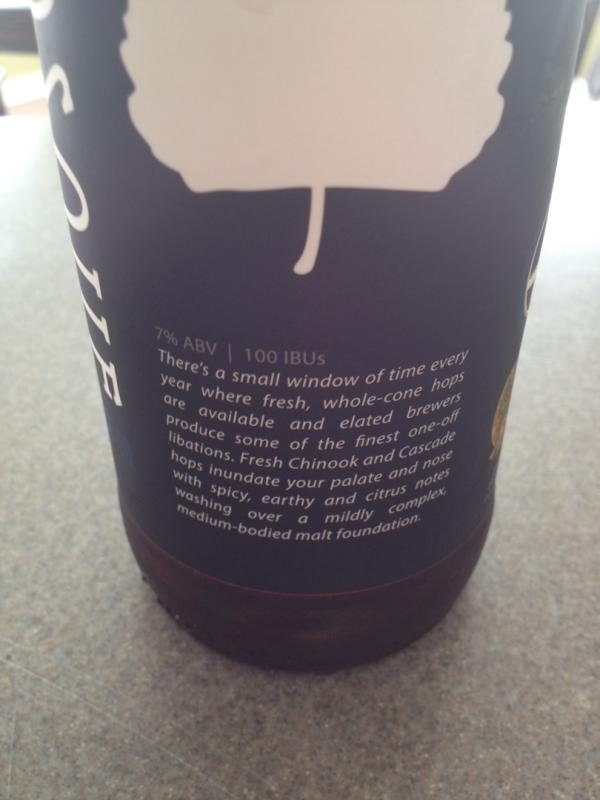 7% ABV | 100 IBUs
There's a small window of time every
year where fresh, whole-cone hops
are available and elated brewers
produce some of the finest one-off
libations. Fresh Chinook and Cascade
hops inundate your palate and nose
with spicy, earthy and citrus notes
washing over a mildly complex,
medium-bodied malt foundation.